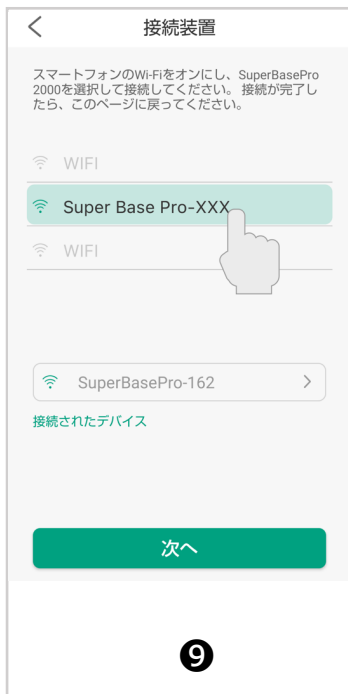 接続装置
スマートフォンのWi-Fiをオンにし、SuperBasePro
2000を選択して接続してください。 接続が完了し
たら、このページに戻ってください。
WIFI
Super Base Pro-XXX
WIFI
SuperBasePro-162
接続されたデバイス
次へ
❾